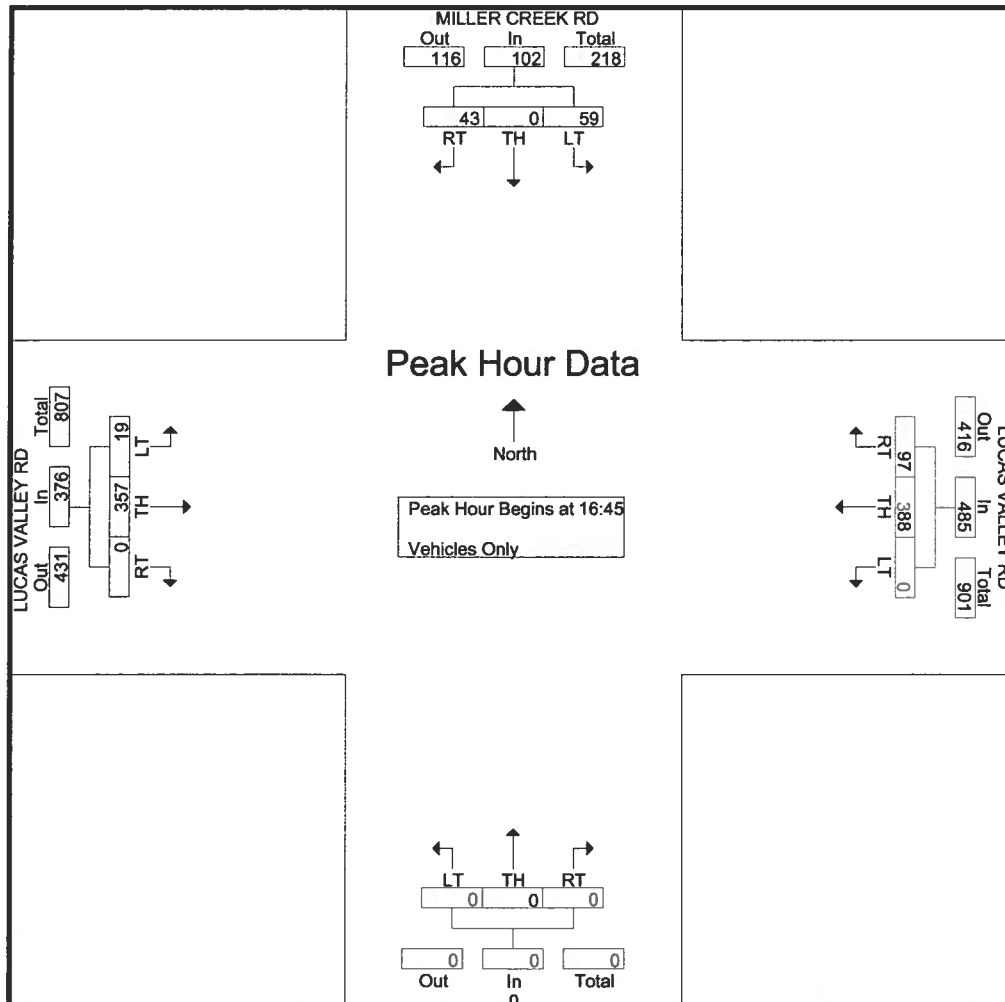 MILLER CREEK RD
Out In Total
116 102 218
43 0 59
RT TH LT
Peak Hour Data
North
Peak Hour Begins at 16:45
Vehicles Only
LUCAS VALLEY RD
Out In Total
431 376 807
0 357 19
RT TH LT
LUCAS VALLEY RD
Out In Total
416 485 901
97 388 0
RT TH LT
LT TH RT
0 0 0
0 0 0
Out In Total
0